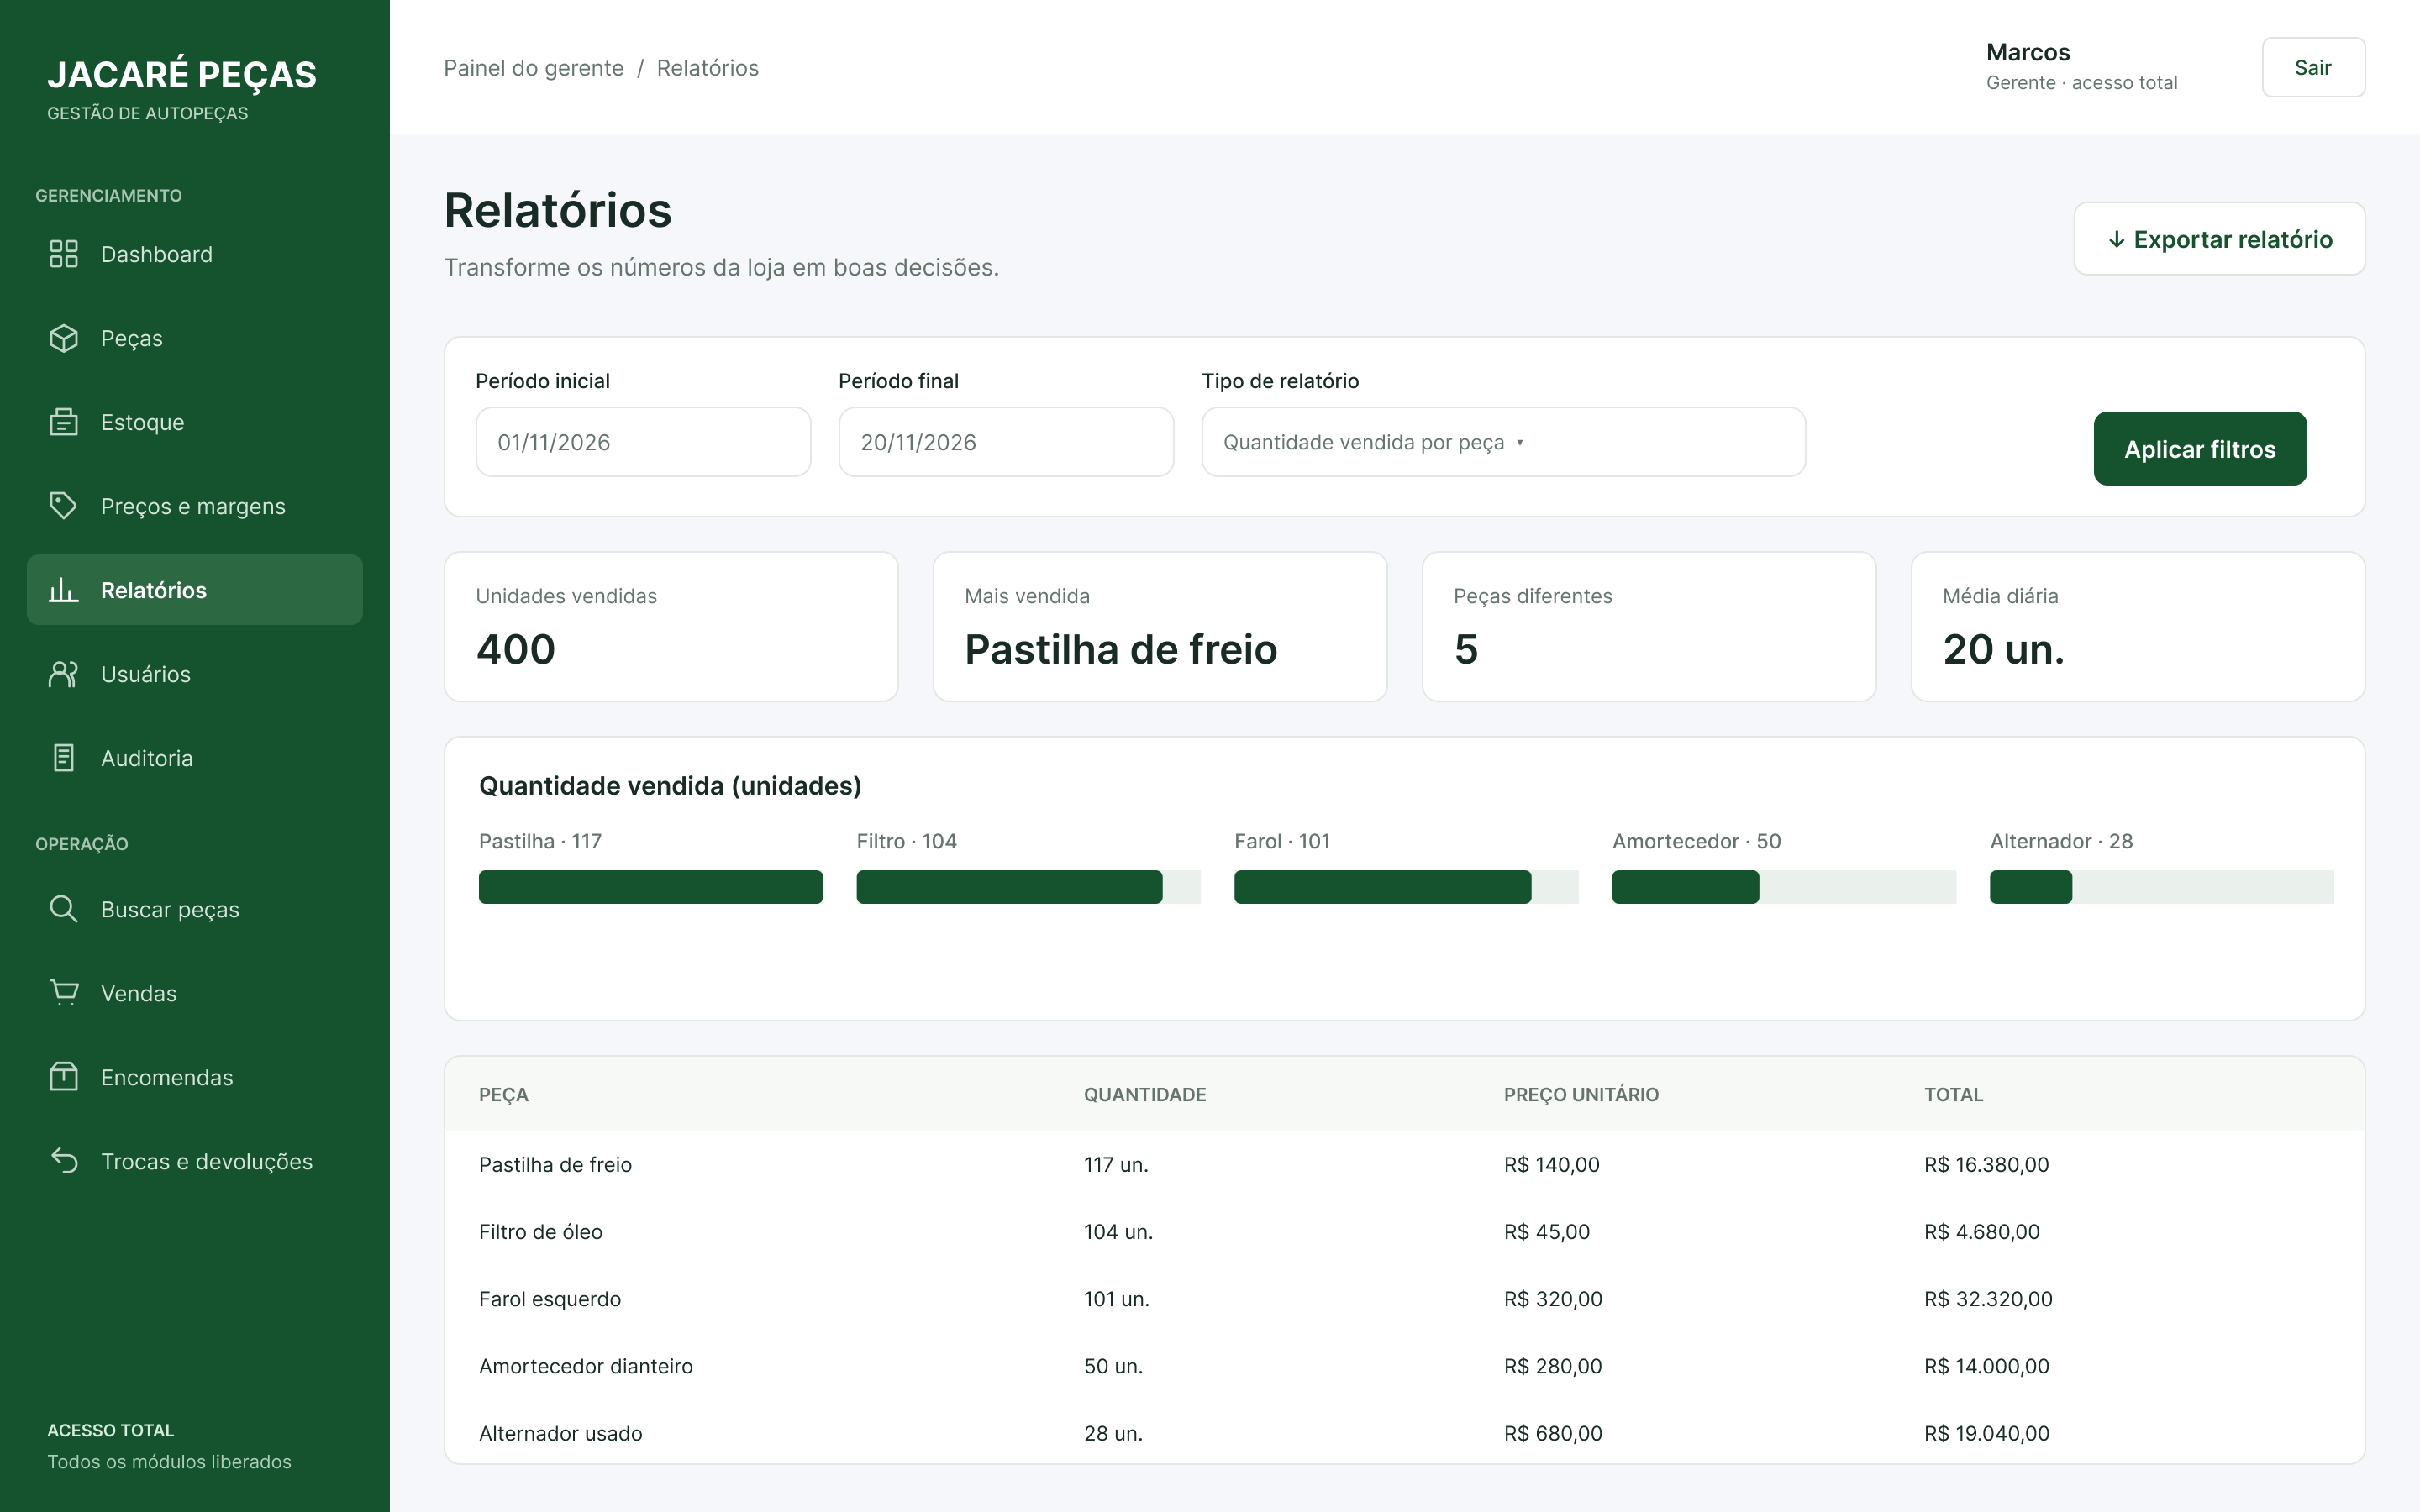 JACARÉ PEÇAS
GESTÃO DE AUTOPEÇAS
GERENCIAMENTO
Dashboard
Peças
Estoque
Preços e margens
Relatórios
Usuários
Auditoria
OPERAÇÃO
Buscar peças
Vendas
Encomendas
Trocas e devoluções
ACESSO TOTAL
Todos os módulos liberados
Painel do gerente / Relatórios
Marcos
Gerente · acesso total
Sair
Relatórios
Transforme os números da loja em boas decisões.
↓ Exportar relatório
Período inicial
01/11/2026
Período final
20/11/2026
Tipo de relatório
Quantidade vendida por peça ▾
Aplicar filtros
Unidades vendidas
400
Mais vendida
Pastilha de freio
Peças diferentes
5
Média diária
20 un.
Quantidade vendida (unidades)
Pastilha · 117
Filtro · 104
Farol · 101
Amortecedor · 50
Alternador · 28
PEÇA QUANTIDADE PREÇO UNITÁRIO TOTAL
Pastilha de freio 117 un. R$ 140,00 R$ 16.380,00
Filtro de óleo 104 un. R$ 45,00 R$ 4.680,00
Farol esquerdo 101 un. R$ 320,00 R$ 32.320,00
Amortecedor dianteiro 50 un. R$ 280,00 R$ 14.000,00
Alternador usado 28 un. R$ 680,00 R$ 19.040,00